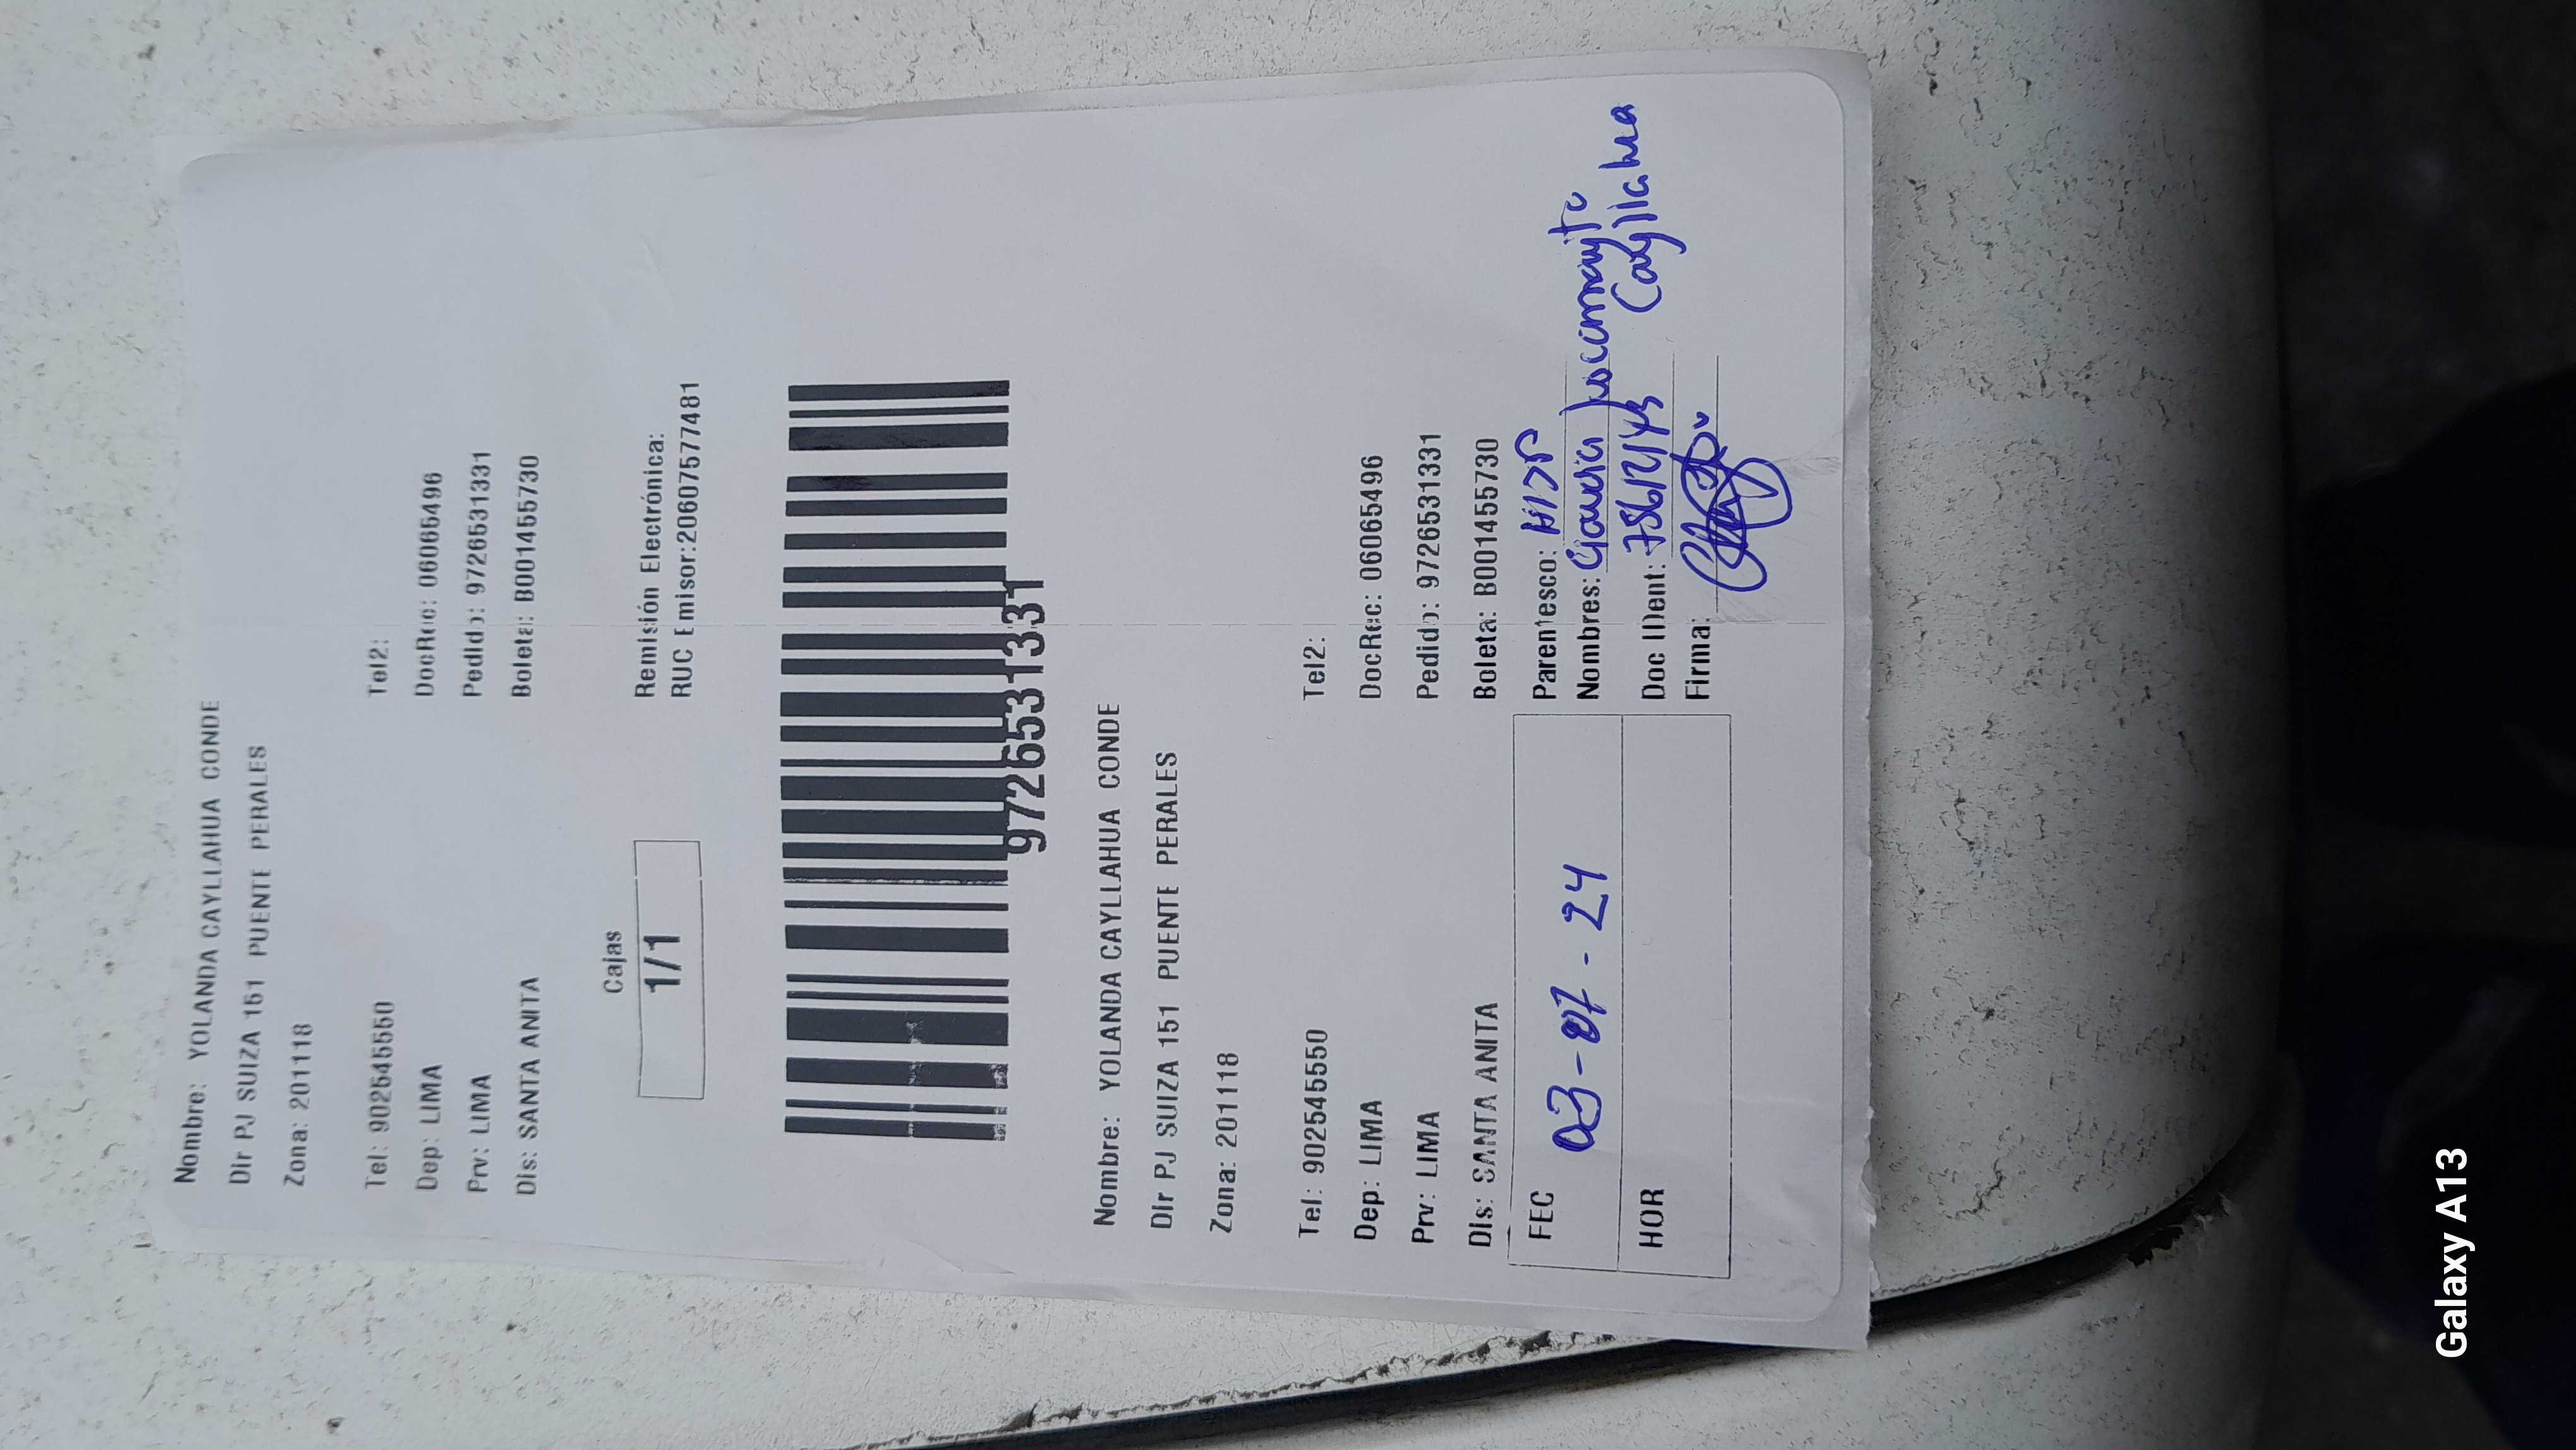 Nombre: YOLANDA CAYLLAHUA CONDE
Dir PJ SUIZA 151 PUENTE PERALES
Zona: 201118
Tel: 902545550 Tel2:
Dep: LIMA DocRec: 06065496
Prv: LIMA Pedido: 972653133​1
Dis: SANTA ANITA Boleta: B001455730
Cajas
1/1
Remisión Electrónica:
RUC Emisor:20607577481
9726531331
Nombre: YOLANDA CAYLLAHUA CONDE
Dir PJ SUIZA 151 PUENTE PERALES
Zona: 201118
Tel: 902545550 Tel2:
Dep: LIMA DocRec: 06065496
Prv: LIMA Pedido: 9726531331
Dis: SANTA ANITA Boleta: B001455730
FEC 03-07-24
HOR
Parentesco:
Nombres: Claudia
Cayllahua
Doc IDent:
Firma:
Galaxy A13